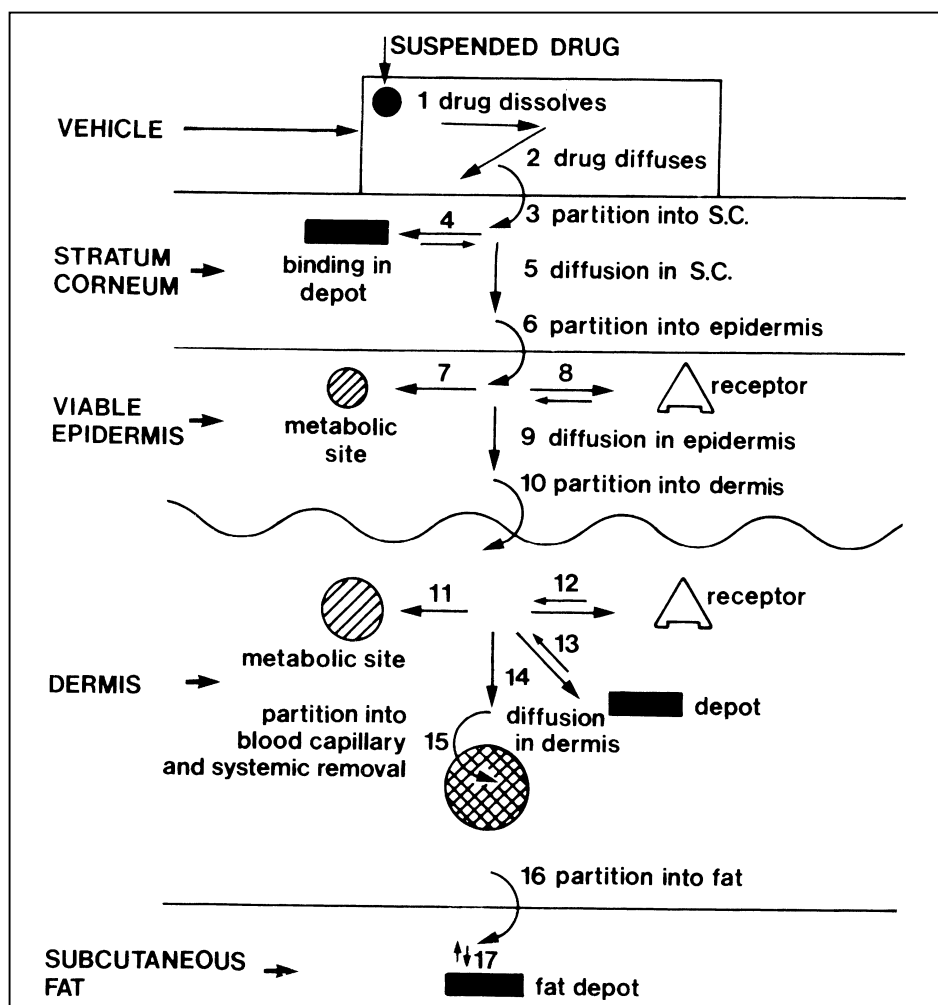 SUSPENDED DRUG
1 drug dissolves
VEHICLE
2 drug diffuses
3 partition into S.C.
4
STRATUM
CORNEUM
binding in
depot
5 diffusion in S.C.
6 partition into epidermis
7
8
receptor
VIABLE
EPIDERMIS
metabolic
site
9 diffusion in epidermis
10 partition into dermis
11
12
receptor
metabolic site
13
DERMIS
14
depot
partition into
blood capillary
and systemic removal
15
diffusion
in dermis
16 partition into fat
SUBCUTANEOUS
FAT
17
fat depot